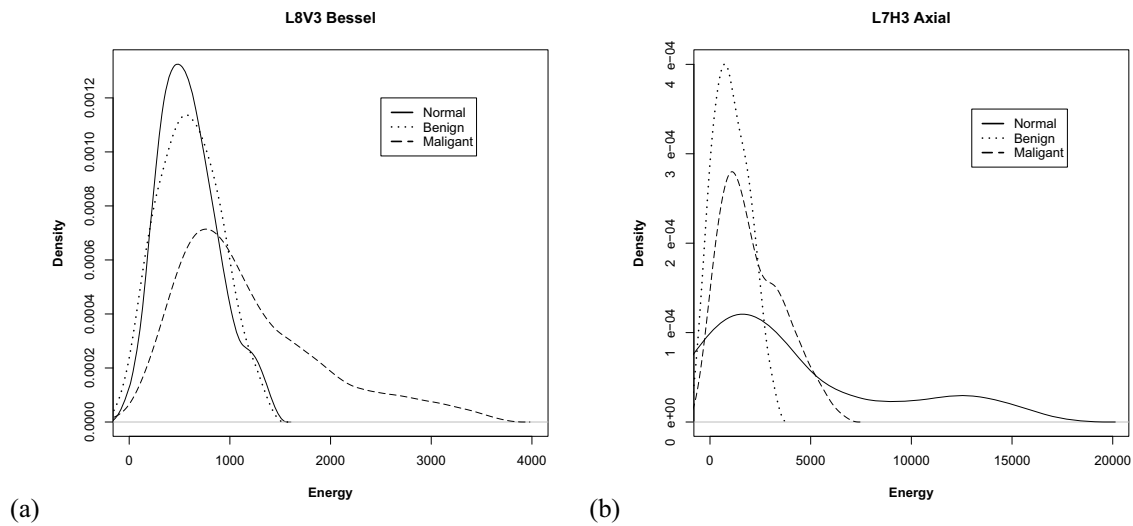 L8V3 Bessel
Density
0.0000
0.0002
0.0004
0.0006
0.0008
0.0010
0.0012
Normal
Benign
Maligant
0
1000
2000
3000
4000
Energy
(a)
L7H3 Axial
Density
0 e+00
1 e−04
2 e−04
3 e−04
4 e−04
Normal
Benign
Maligant
0
5000
10000
15000
20000
Energy
(b)